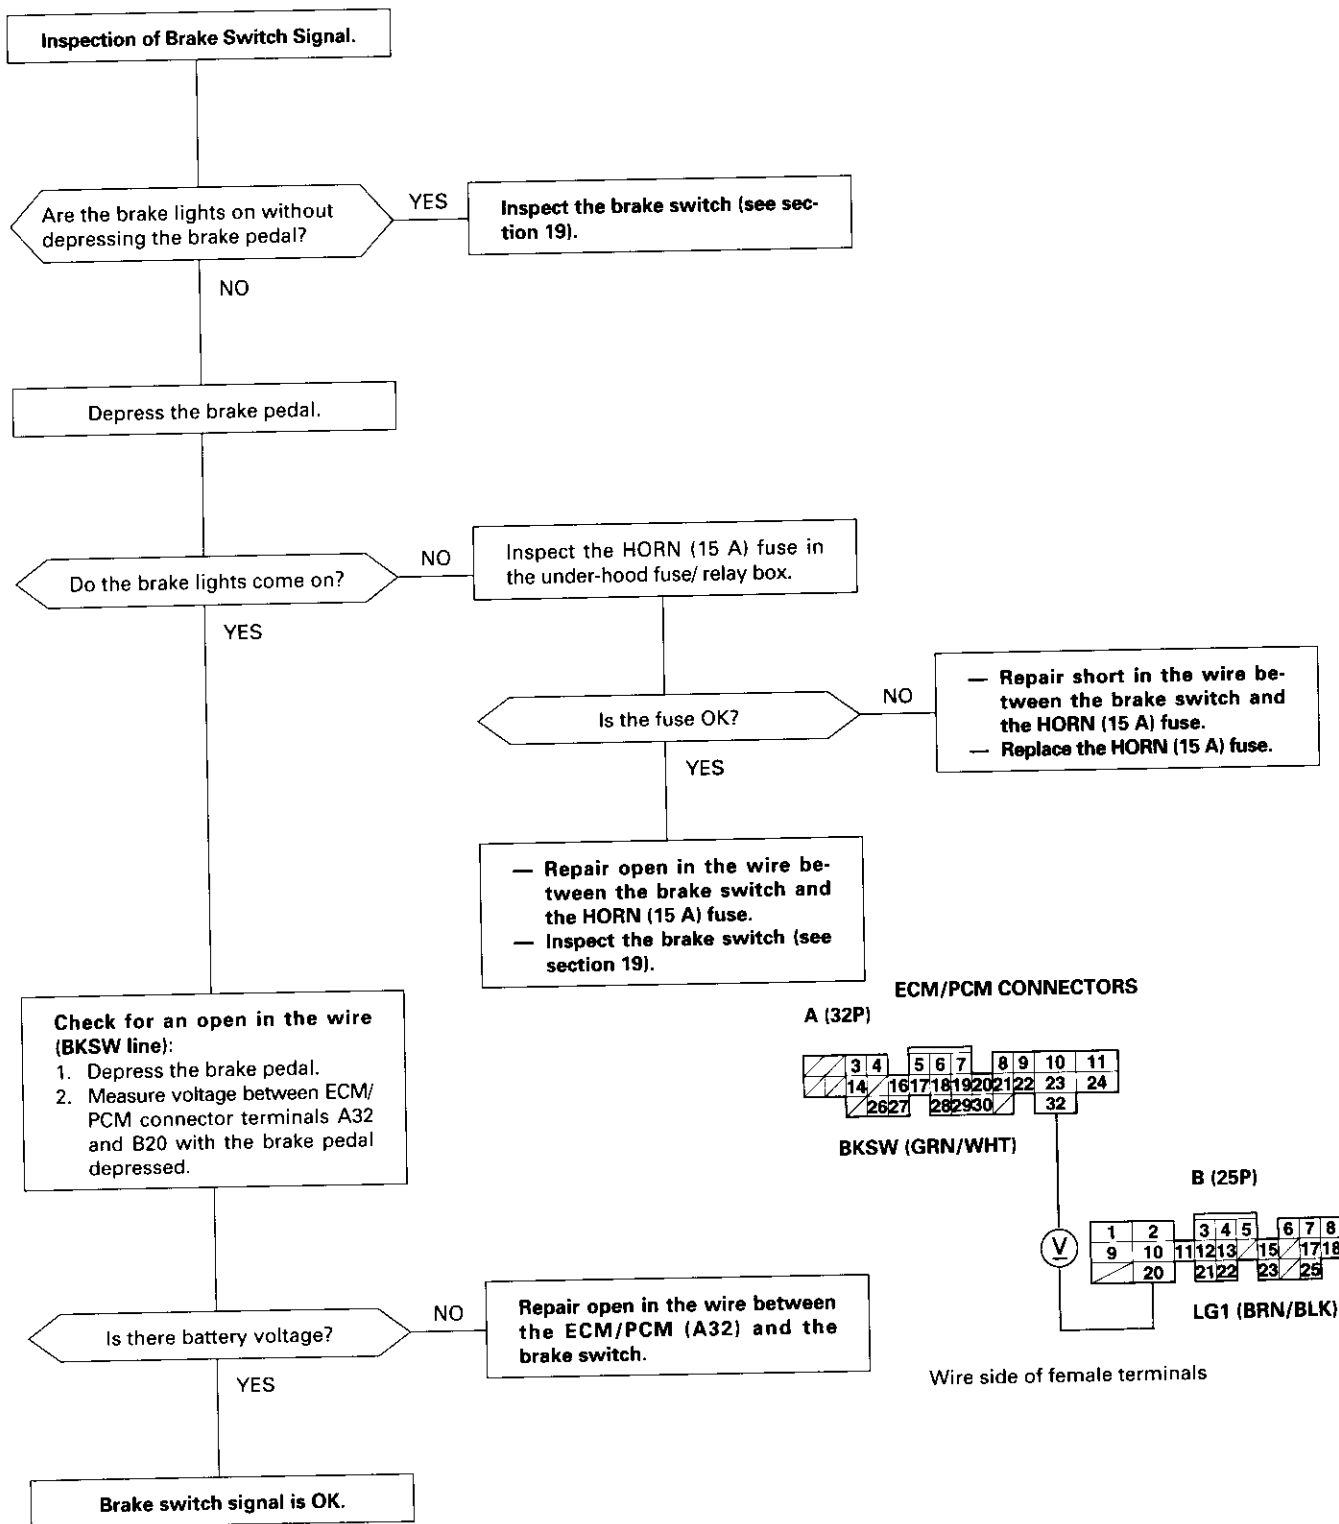 Inspection of Brake Switch Signal.
Are the brake lights on without
depressing the brake pedal?
YES
Inspect the brake switch (see sec-
tion 19).
NO
Depress the brake pedal.
Do the brake lights come on?
NO
Inspect the HORN (15 A) fuse in
the under-hood fuse/ relay box.
YES
Is the fuse OK?
NO
— Repair short in the wire be-
tween the brake switch and
the HORN (15 A) fuse.
— Replace the HORN (15 A) fuse.
YES
— Repair open in the wire be-
tween the brake switch and
the HORN (15 A) fuse.
— Inspect the brake switch (see
section 19).
Check for an open in the wire
(BKSW line):
1. Depress the brake pedal.
2. Measure voltage between ECM/
PCM connector terminals A32
and B20 with the brake pedal
depressed.
ECM/PCM CONNECTORS
A (32P)
3 4 5 6 7 8 9 10 11
14 16 17 18 19 20 21 22 23 24
26 27 28 29 30 32
BKSW (GRN/WHT)
B (25P)
V
1 2 3 4 5 6 7 8
9 10 11 12 13 15 17 18
20 21 22 23 25
LG1 (BRN/BLK)
Wire side of female terminals
Is there battery voltage?
NO
Repair open in the wire between
the ECM/PCM (A32) and the
brake switch.
YES
Brake switch signal is OK.